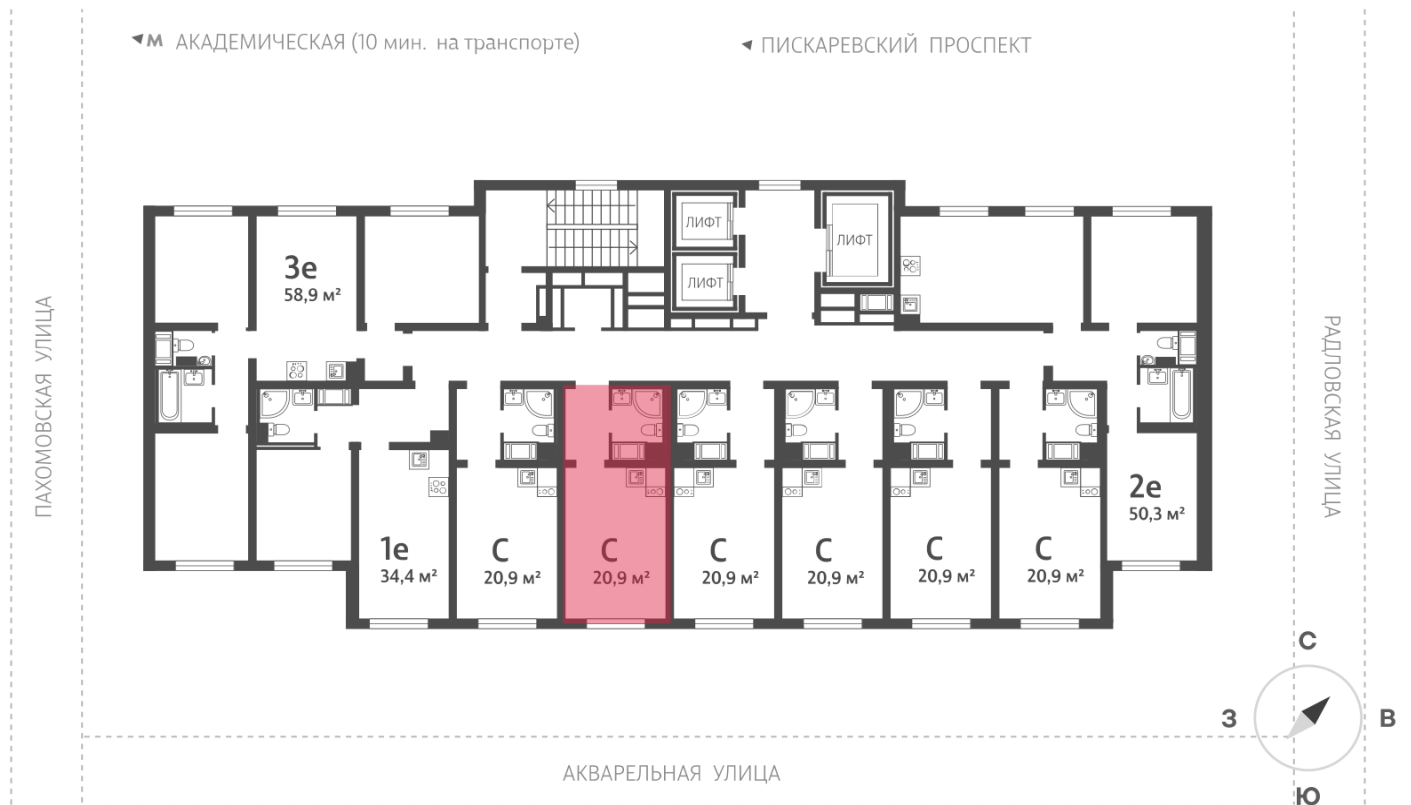 М АКАДЕМИЧЕСКАЯ (10 мин. на транспорте)
ПИСКАРЕВСКИЙ ПРОСПЕКТ
ПАХОМОВСКАЯ УЛИЦА
ЛИФТ
ЛИФТ
ЛИФТ
3е
58,9 м²
РАДЛОВСКАЯ УЛИЦА
2е
50,3 м²
1е
34,4 м²
С
20,9 м²
С
20,9 м²
С
20,9 м²
С
20,9 м²
С
20,9 м²
С
20,9 м²
С
З
В
Ю
АКВАРЕЛЬНАЯ УЛИЦА